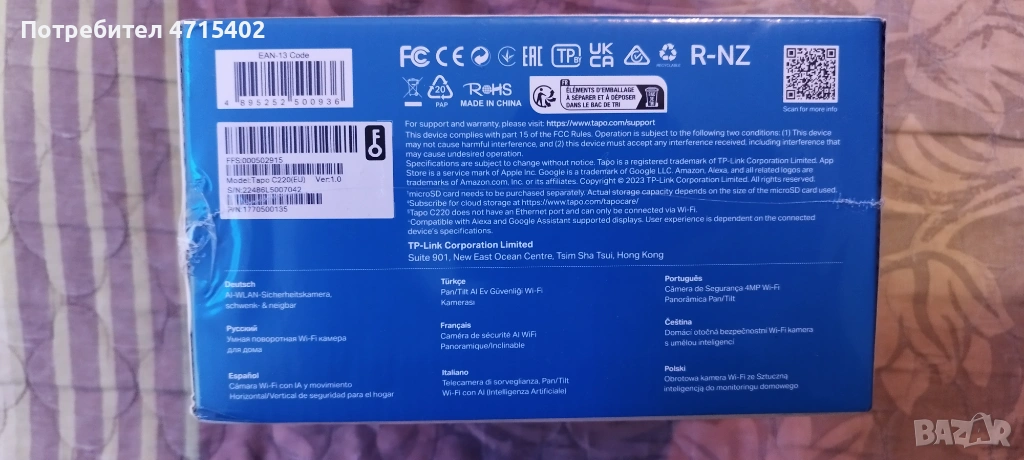 Потребител 4715402
EAN-13 Code
4 895252 500936
FC CE EAC TP BY UK CA R-NZ
RECYCLABLE
Scan for more info
20
PAP
RoHS
MADE IN CHINA
FR
ÉLÉMENTS D'EMBALLAGE
À SÉPARER ET À DÉPOSER
DANS LE BAC DE TRI
FFS:000502915
Model:Tapo C220(EU) Ver:1.0
S/N:22486L5007042
P/N:1770500135
For support and warranty, please visit: https://www.tapo.com/support
This device complies with part 15 of the FCC Rules. Operation is subject to the following two conditions: (1) This device
may not cause harmful interference, and (2) this device must accept any interference received, including interference that
may cause undesired operation.
Specifications are subject to change without notice. Tapo is a registered trademark of TP-Link Corporation Limited. App
Store is a service mark of Apple Inc. Google is a trademark of Google LLC. Amazon, Alexa, and all related logos are
trademarks of Amazon.com, Inc. or its affiliates. Copyright © 2023 TP-Link Corporation Limited. All rights reserved.
microSD card needs to be purchased separately. Actual storage capacity depends on the size of the microSD card used.
Subscribe for cloud storage at https://www.tapo.com/tapocare/
Tapo C220 does not have an Ethernet port and can only be connected via Wi-Fi.
Compatible with Alexa and Google Assistant supported displays. User experience is dependent on the connected
device's specifications.
TP-Link Corporation Limited
Suite 901, New East Ocean Centre, Tsim Sha Tsui, Hong Kong
Deutsch
AI-WLAN-Sicherheitskamera,
schwenk- & neigbar
Türkçe
Pan/Tilt AI Ev Güvenliği Wi-Fi
Kamerası
Português
Câmera de Segurança 4MP Wi-Fi
Panorâmica Pan/Tilt
Русский
Умная поворотная Wi-Fi камера
для дома
Français
Caméra de sécurité AI WiFi
Panoramique/Inclinable
Čeština
Domácí otočná bezpečnostní Wi-Fi kamera
s umělou inteligencí
Español
Cámara Wi-Fi con IA y movimiento
Horizontal/Vertical de seguridad para el hogar
Italiano
Telecamera di sorveglianza, Pan/Tilt
Wi-Fi con AI (Intelligenza Artificiale)
Polski
Obrotowa kamera Wi-Fi ze Sztuczną
inteligencją do monitoringu domowego
BAZAR